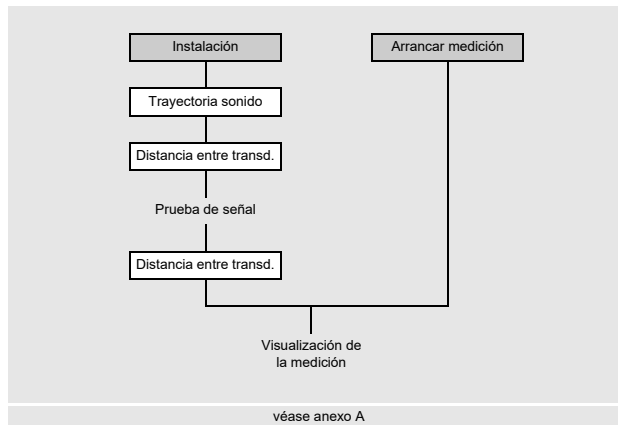 Instalación
Arrancar medición
Trayectoria sonido
Distancia entre transd.
Prueba de señal
Distancia entre transd.
Visualización de
la medición
véase anexo A